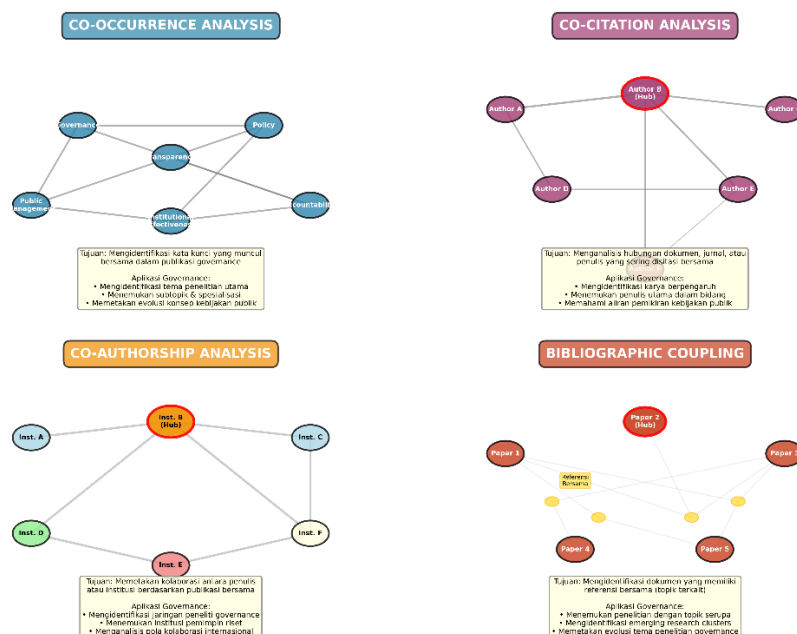 CO-OCCURRENCE ANALYSIS
Governance
Policy
Transparency
Public
Management
Institutional
Effectiveness
Accountability
Tujuan: Mengidentifikasi kata kunci yang muncul
bersama dalam publikasi governance
Aplikasi Governance:
• Mengidentifikasi tema penelitian utama
• Menemukan subtopik & spesialisasi
• Memetakan evolusi konsep kebijakan publik
CO-CITATION ANALYSIS
Author B
(Hub)
Author A
Author
Author D
Author E
Tujuan: Menganalisis hubungan dokumen, jurnal, atau
penulis yang sering disitasi bersama
Aplikasi Governance:
• Mengidentifikasi karya berpengaruh
• Menemukan penulis utama dalam bidang
• Memahami aliran pemikiran kebijakan publik
CO-AUTHORSHIP ANALYSIS
Inst. B
(Hub)
Inst. A
Inst. C
Inst. D
Inst. F
Inst. E
Tujuan: Memetakan kolaborasi antara penulis
atau institusi berdasarkan publikasi bersama
Aplikasi Governance:
• Mengidentifikasi jaringan peneliti governance
• Menemukan institusi pemimpin riset
• Menganalisis pola kolaborasi internasional
BIBLIOGRAPHIC COUPLING
Paper 2
(Hub)
Paper 1
Paper
Referensi
Bersama
Paper 4
Paper 5
Tujuan: Mengidentifikasi dokumen yang memiliki
referensi bersama (topik terkait)
Aplikasi Governance:
• Menemukan penelitian dengan topik serupa
• Mengidentifikasi emerging research clusters
• Memetakan evolusi tema penelitian governance